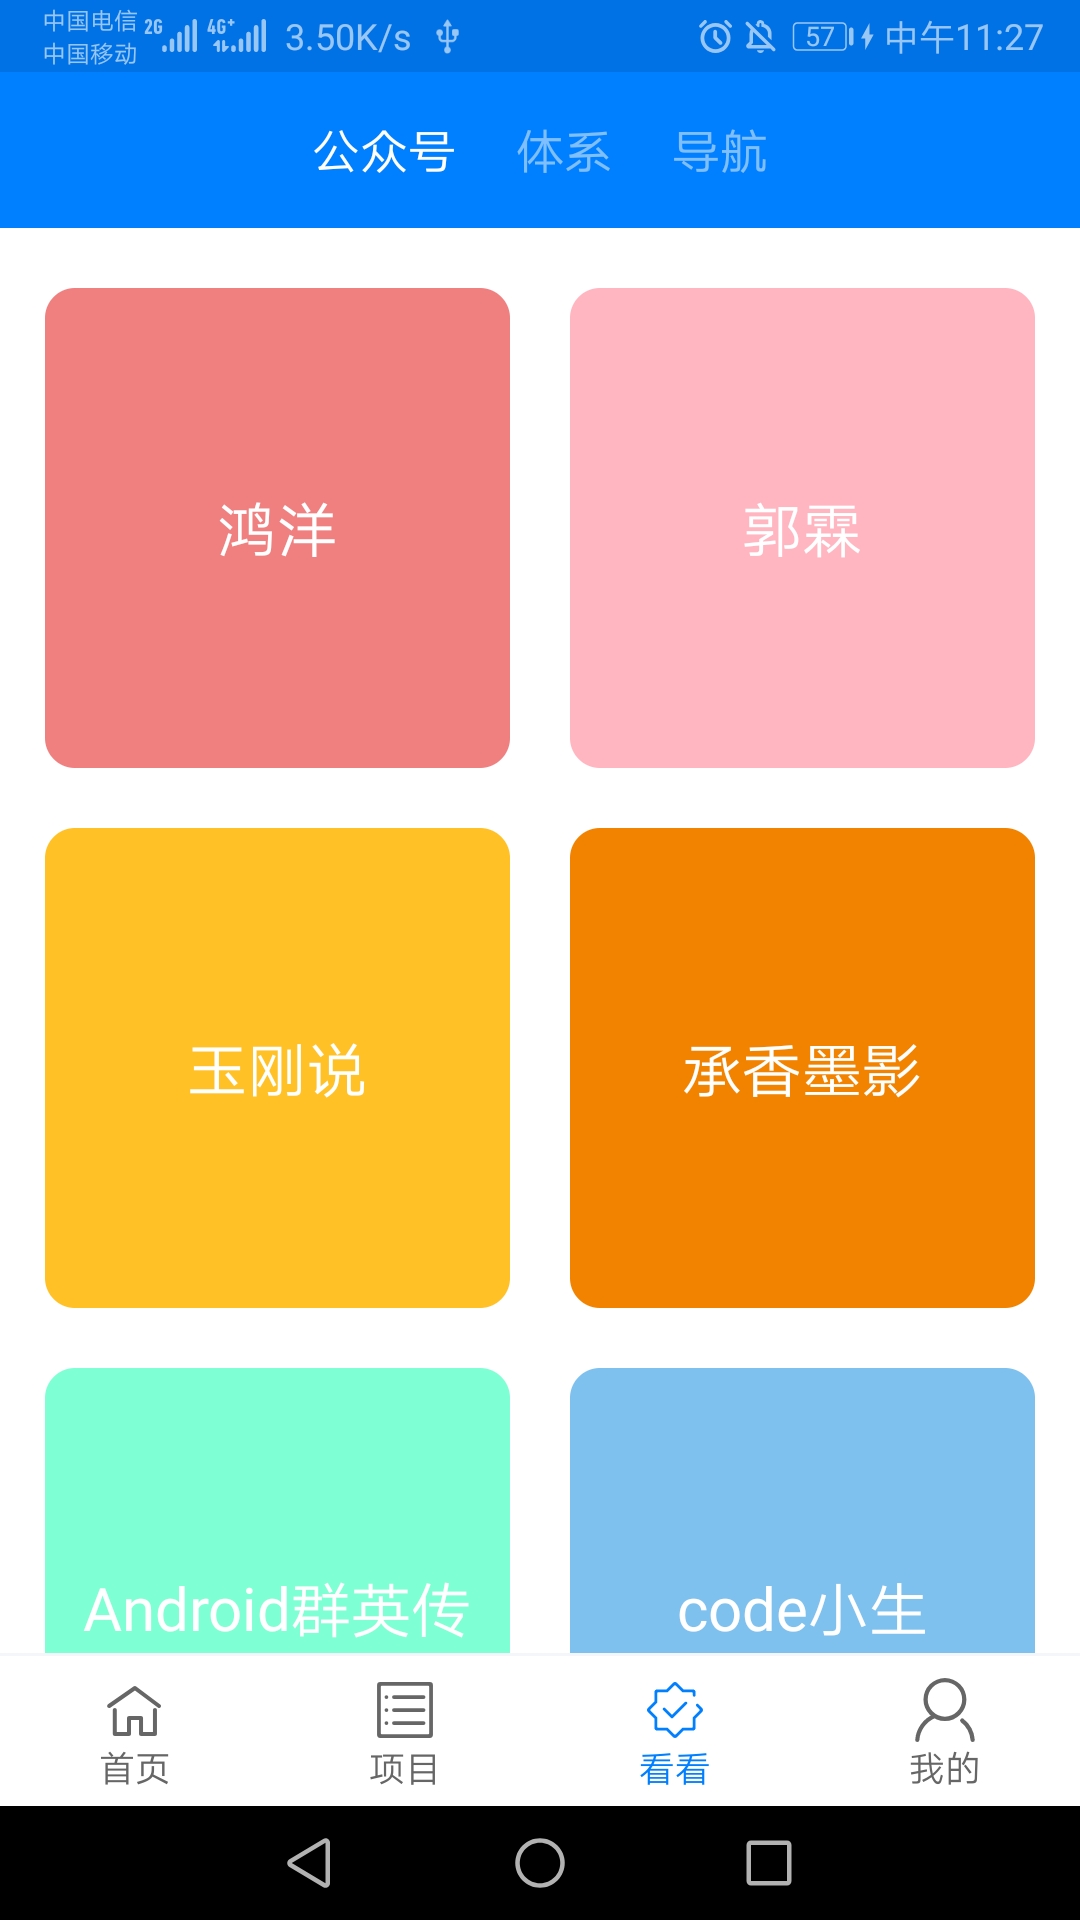 中国电信 2G 4G+ 3.50K/s 57 中午11:27
中国移动
公众号 体系 导航
鸿洋 郭霖
玉刚说 承香墨影
Android群英传 code小生
首页 项目 看看 我的